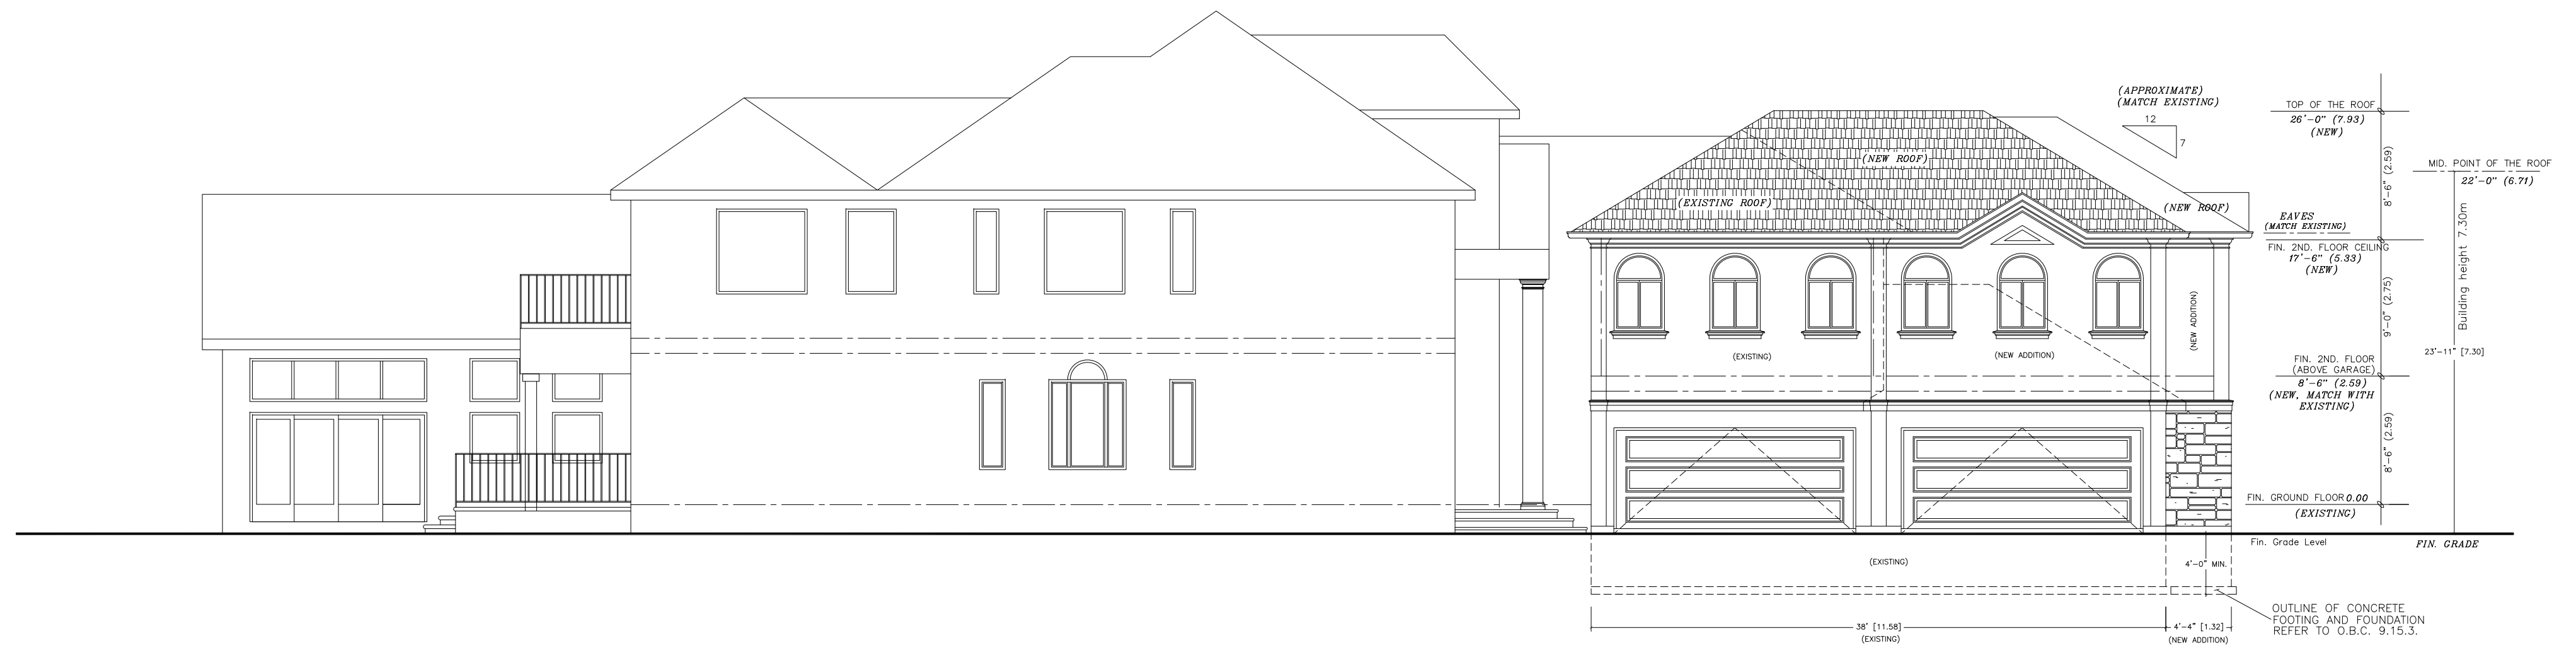 (APPROXIMATE)
(MATCH EXISTING)
12
7
TOP OF THE ROOF
26'-0" (7.93)
(NEW)
8'-6" (2.59)
MID. POINT OF THE ROOF
22'-0" (6.71)
(NEW ROOF)
(EXISTING ROOF)
(NEW ROOF)
EAVES
(MATCH EXISTING)
FIN. 2ND. FLOOR CEILING
17'-6" (5.33)
(NEW)
9'-0" (2.75)
Building height 7.30m
23'-11" [7.30]
(EXISTING)
(NEW ADDITION)
(NEW ADDITION)
FIN. 2ND. FLOOR
(ABOVE GARAGE)
8'-6" (2.59)
(NEW, MATCH WITH
EXISTING)
8'-6" (2.59)
FIN. GROUND FLOOR 0.00
(EXISTING)
Fin. Grade Level
FIN. GRADE
(EXISTING)
4'-0" MIN.
OUTLINE OF CONCRETE
FOOTING AND FOUNDATION
REFER TO O.B.C. 9.15.3.
38' [11.58]
(EXISTING)
4'-4" [1.32]
(NEW ADDITION)